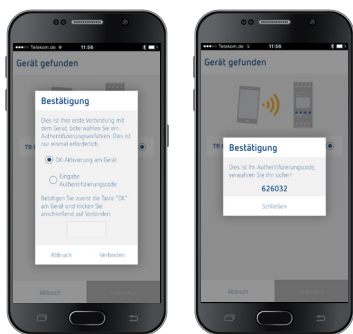 Telekom.de 11:56
Gerät gefunden
Bestätigung
Dies ist Ihre erste Verbindung mit
dem Gerät, bitte wählen Sie ein
Authentifizierungsverfahren. Dies ist
nur einmal erforderlich:
OK-Aktivierung am Gerät
Eingabe
Authentifizierungscode
Betätigen Sie zuerst die Taste "OK"
am Gerät und klicken Sie
anschließend auf Verbinden
Abbruch Verbinden
Abbruch
Telekom.de 11:56
Gerät gefunden
Bestätigung
Dies ist Ihr Authentifizierungscode,
verwahren Sie ihn sicher!
626032
Schließen
Abbruch